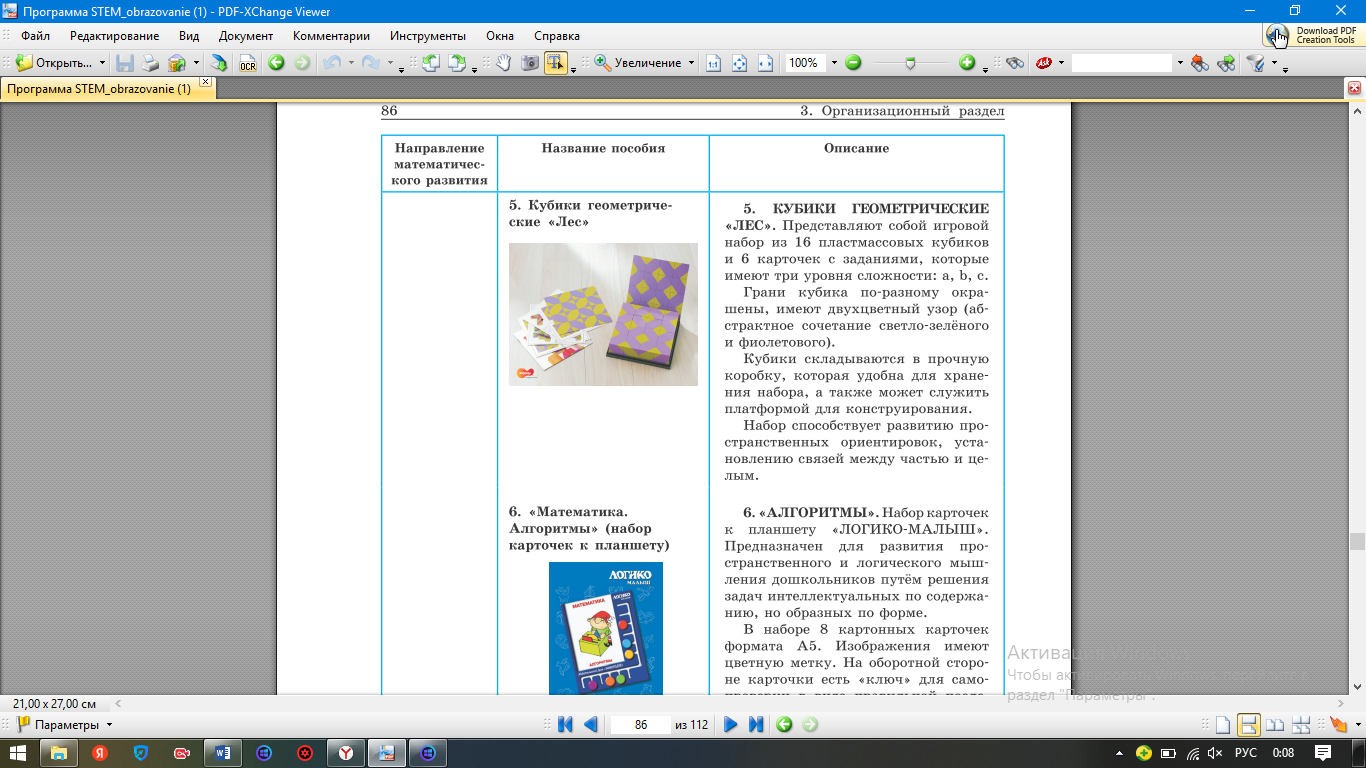 Программа STEM_obrazovanie (1) - PDF-XChange Viewer
Файл Редактирование Вид Документ Комментарии Инструменты Окна Справка
Download PDF
Creation Tools
Открыть... OCR Увеличение 1:1 100% Ask
Программа STEM_obrazovanie (1)
86 3. Организационный раздел
Направление
математичес-
кого развития
Название пособия
Описание
5. Кубики геометриче-
ские «Лес»
5. КУБИКИ ГЕОМЕТРИЧЕСКИЕ
«ЛЕС». Представляют собой игровой
набор из 16 пластмассовых кубиков
и 6 карточек с заданиями, которые
имеют три уровня сложности: a, b, c.
Грани кубика по-разному окра-
шены, имеют двухцветный узор (аб-
страктное сочетание светло-зелёного
и фиолетового).
Кубики складываются в прочную
коробку, которая удобна для хране-
ния набора, а также может служить
платформой для конструирования.
Набор способствует развитию про-
странственных ориентировок, уста-
новлению связей между частью и це-
лым.
6. «Математика.
Алгоритмы» (набор
карточек к планшету)
ЛОГИКО
МАЛЫШ
МАТЕМАТИКА
ЛОГИКО
АЛГОРИТМЫ
6. «АЛГОРИТМЫ». Набор карточек
к планшету «ЛОГИКО-МАЛЫШ».
Предназначен для развития про-
странственного и логического мыш-
ления дошкольников путём решения
задач интеллектуальных по содержа-
нию, но образных по форме.
В наборе 8 картонных карточек
формата А5. Изображения имеют
цветную метку. На оборотной сторо-
не карточки есть «ключ» для само-
Активация Windows
Чтобы
раздел "Параметры".
21,00 x 27,00 см
Параметры 86 из 112
РУС 0:08